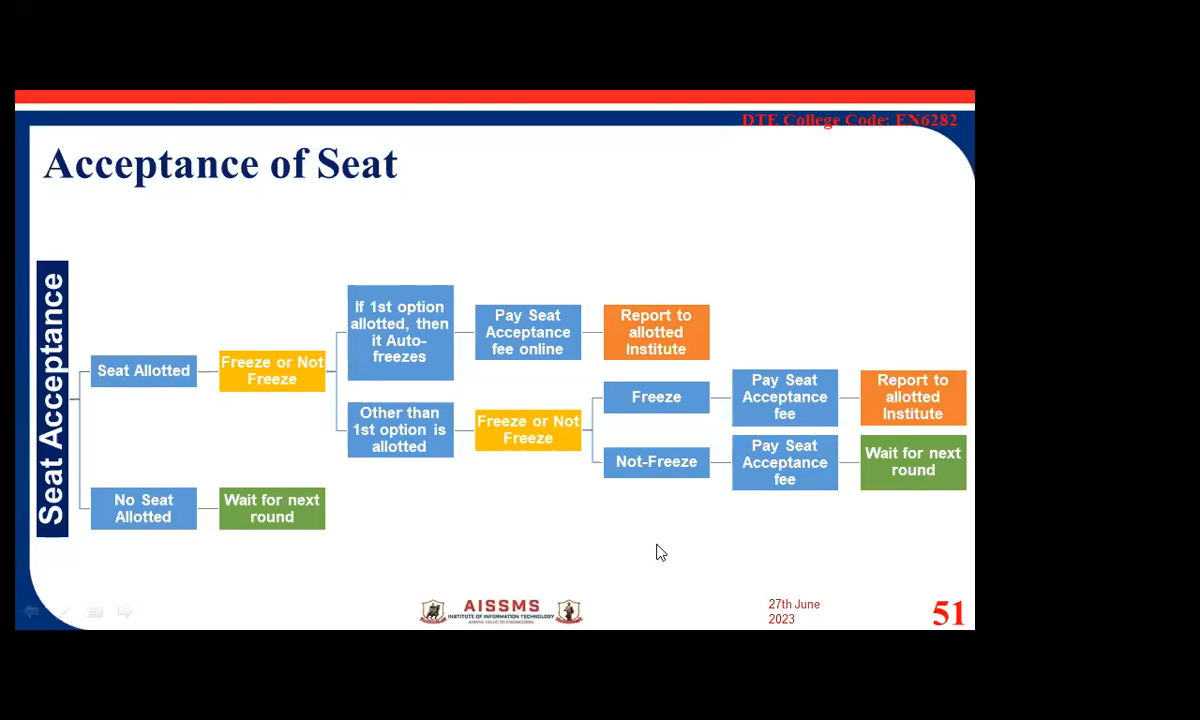 DTE College Code: EN6282
Acceptance of Seat
Seat Acceptance
Seat Allotted
Freeze or Not
Freeze
If 1st option
allotted, then
it Auto-
freezes
Pay Seat
Acceptance
fee online
Report to
allotted
Institute
Other than
1st option is
allotted
Freeze or Not
Freeze
Freeze
Pay Seat
Acceptance
fee
Report to
allotted
Institute
Not-Freeze
Pay Seat
Acceptance
fee
Wait for next
round
No Seat
Allotted
Wait for next
round
AISSMS
INSTITUTE OF INFORMATION TECHNOLOGY
27th June
2023
51